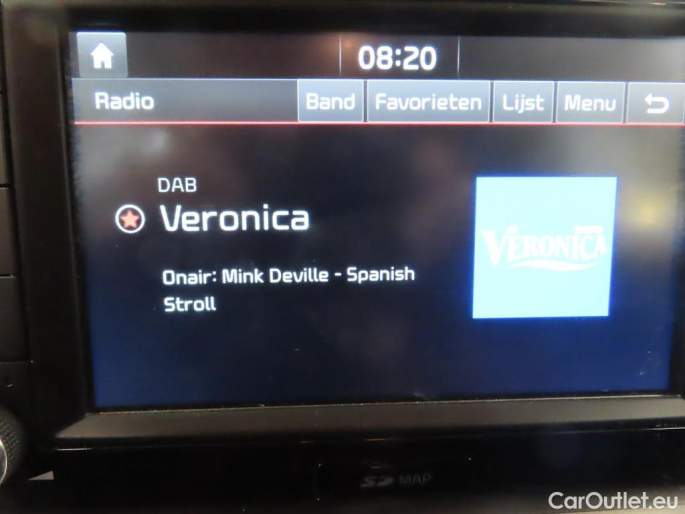 08:20
Radio
Band
Favorieten
Lijst
Menu
DAB
Veronica
VERONICA
Onair: Mink Deville - Spanish
Stroll
SD MAP
CarOutlet.eu